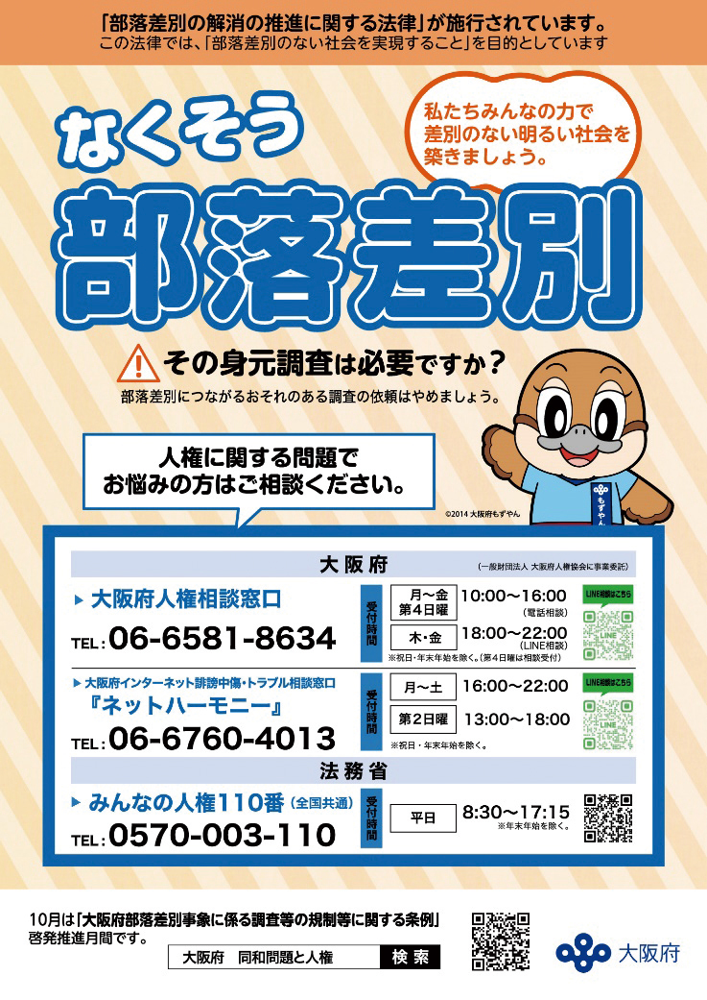 「部落差別の解消の推進に関する法律」が施行されています。
この法律では、「部落差別のない社会を実現すること」を目的としています
私たちみんなの力で
差別のない明るい社会を
築きましょう。
なくそう
部落差別
その身元調査は必要ですか?
部落差別につながるおそれのある調査の依頼はやめましょう。
人権に関する問題で
お悩みの方はご相談ください。
©2014 大阪府もずやん
もずやん
大阪府
(一般財団法人 大阪府人権協会に事業委託)
大阪府人権相談窓口
TEL:06-6581-8634
受付時間
月〜金
第4日曜
10:00〜16:00
(電話相談)
木・金
18:00〜22:00
(LINE相談)
※祝日・年末年始を除く。(第4日曜は相談受付)
LINE相談はこちら
LINE
大阪府インターネット誹謗中傷・トラブル相談窓口
『ネットハーモニー』
TEL:06-6760-4013
受付時間
月〜土
16:00〜22:00
第2日曜
13:00〜18:00
※祝日・年末年始を除く。
LINE相談はこちら
LINE
法務省
みんなの人権110番(全国共通)
TEL:0570-003-110
受付時間
平日
8:30〜17:15
※年末年始を除く。
10月は「大阪府部落差別事象に係る調査等の規制等に関する条例」
啓発推進月間です。
大阪府 同和問題と人権 検索
大阪府